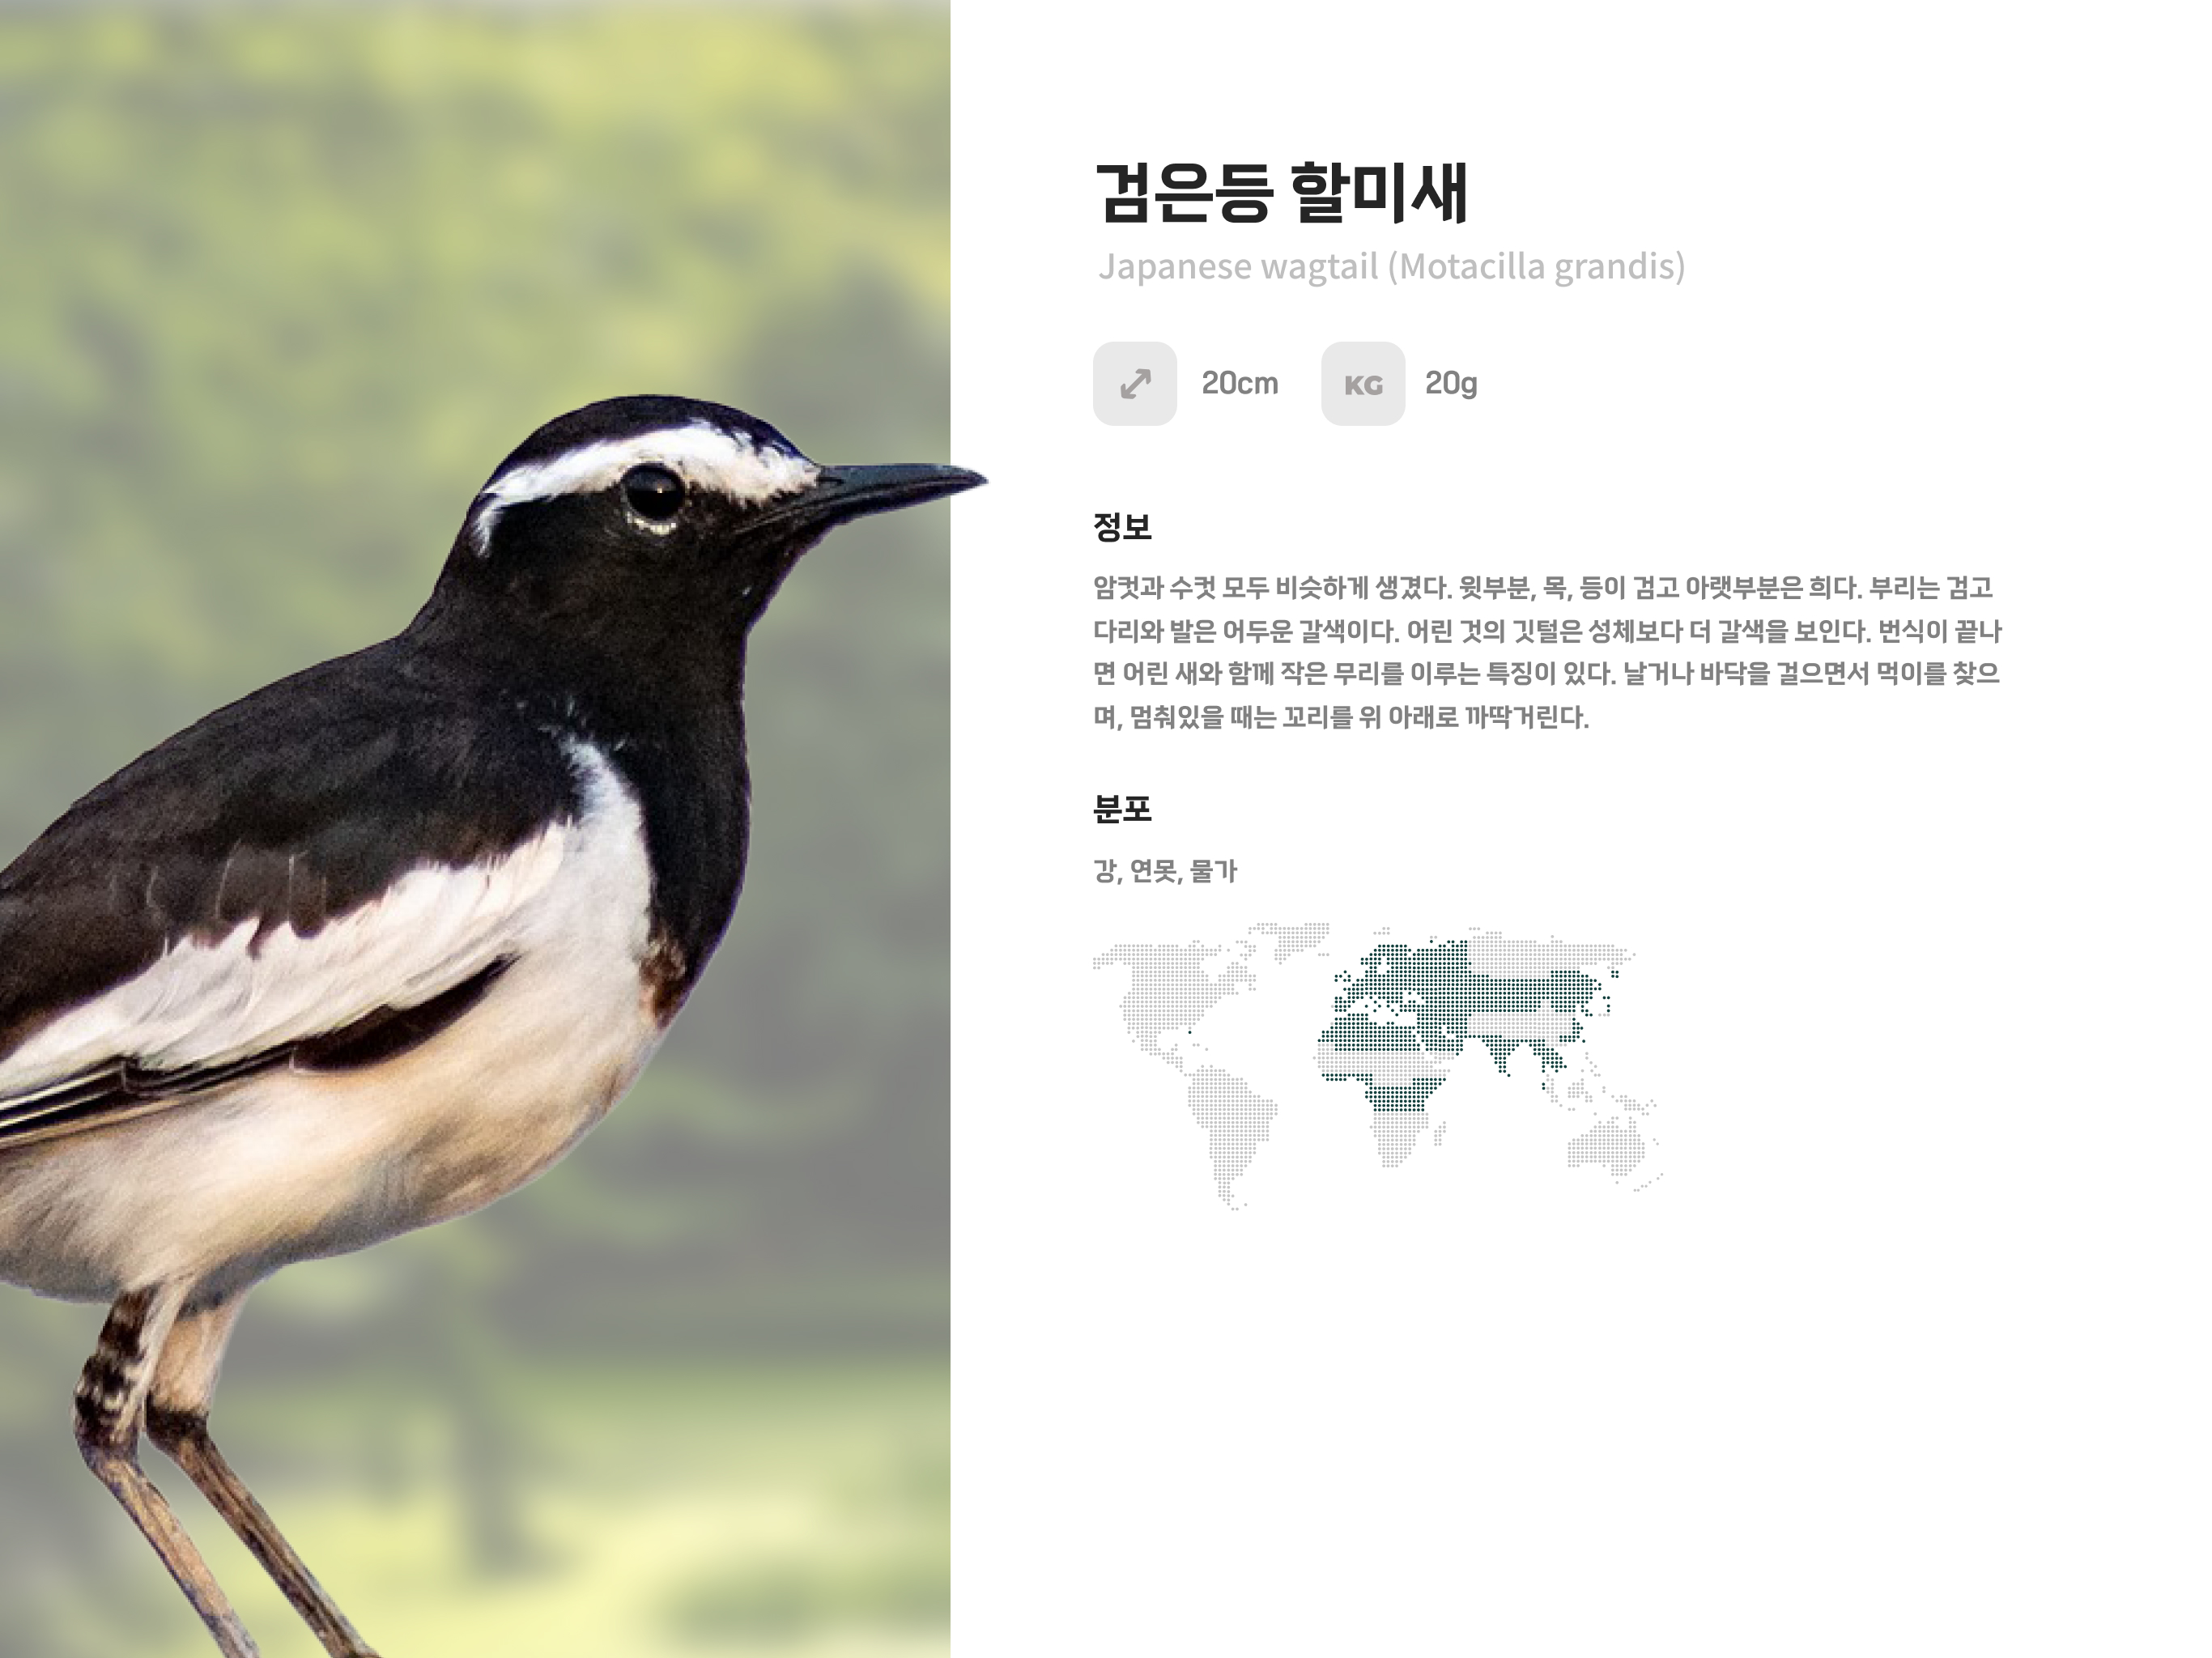 검은등 할미새
Japanese wagtail (Motacilla grandis)
20cm
KG 20g
정보
암컷과 수컷 모두 비슷하게 생겼다. 윗부분, 목, 등이 검고 아랫부분은 희다. 부리는 검고
다리와 발은 어두운 갈색이다. 어린 것의 깃털은 성체보다 더 갈색을 보인다. 번식이 끝나
면 어린 새와 함께 작은 무리를 이루는 특징이 있다. 날거나 바닥을 걸으면서 먹이를 찾으
며, 멈춰있을 때는 꼬리를 위 아래로 까딱거린다.
분포
강, 연못, 물가